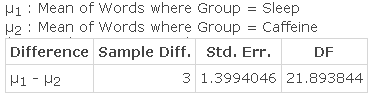 μ1 : Mean of Words where Group = Sleep
μ2 : Mean of Words where Group = Caffeine
Difference Sample Diff. Std. Err. DF
μ1 - μ2 3 1.3994046 21.893844